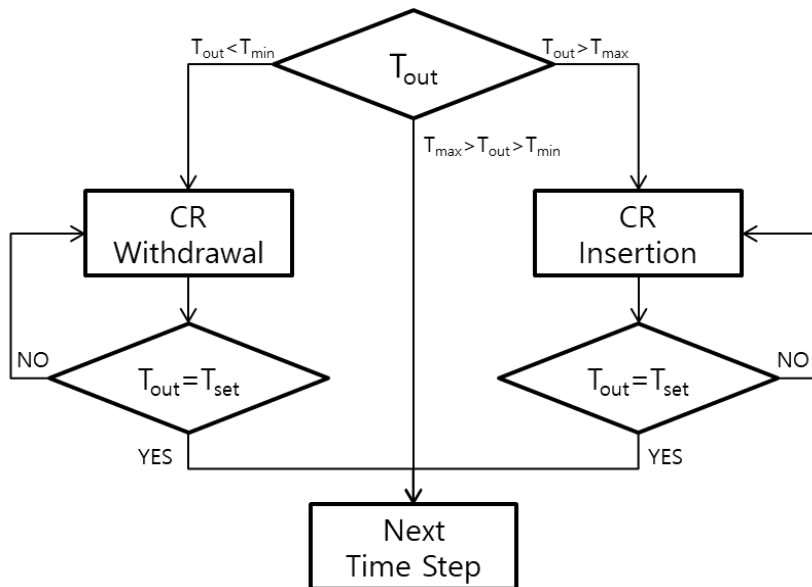 T_out<T_min
T_out
T_out>T_max
T_max>T_out>T_min
CR
Withdrawal
CR
Insertion
NO
T_out=T_set
T_out=T_set
NO
YES
YES
Next
Time Step